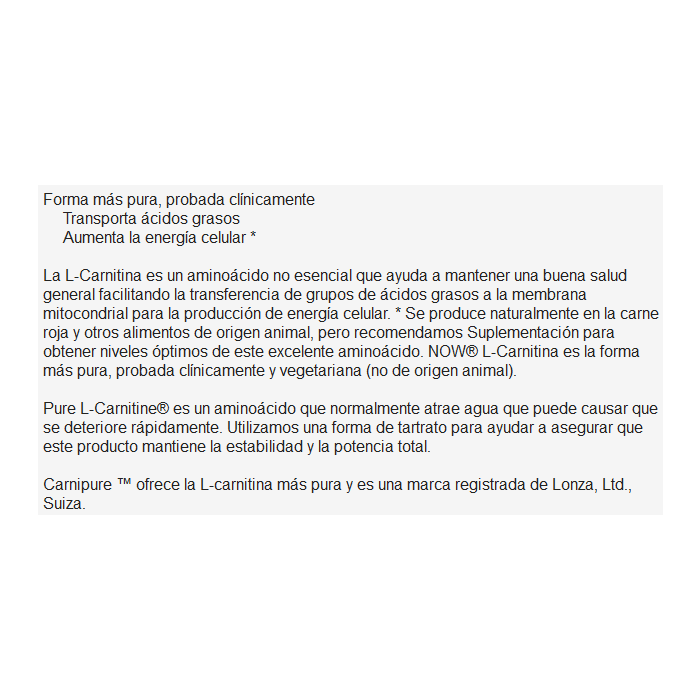 Forma más pura, probada clínicamente
Transporta ácidos grasos
Aumenta la energía celular *
La L-Carnitina es un aminoácido no esencial que ayuda a mantener una buena salud
general facilitando la transferencia de grupos de ácidos grasos a la membrana
mitocondrial para la producción de energía celular. * Se produce naturalmente en la carne
roja y otros alimentos de origen animal, pero recomendamos Suplementación para
obtener niveles óptimos de este excelente aminoácido. NOW® L-Carnitina es la forma
más pura, probada clínicamente y vegetariana (no de origen animal).
Pure L-Carnitine® es un aminoácido que normalmente atrae agua que puede causar que
se deteriore rápidamente. Utilizamos una forma de tartrato para ayudar a asegurar que
este producto mantiene la estabilidad y la potencia total.
Carnipure ™ ofrece la L-carnitina más pura y es una marca registrada de Lonza, Ltd.,
Suiza.